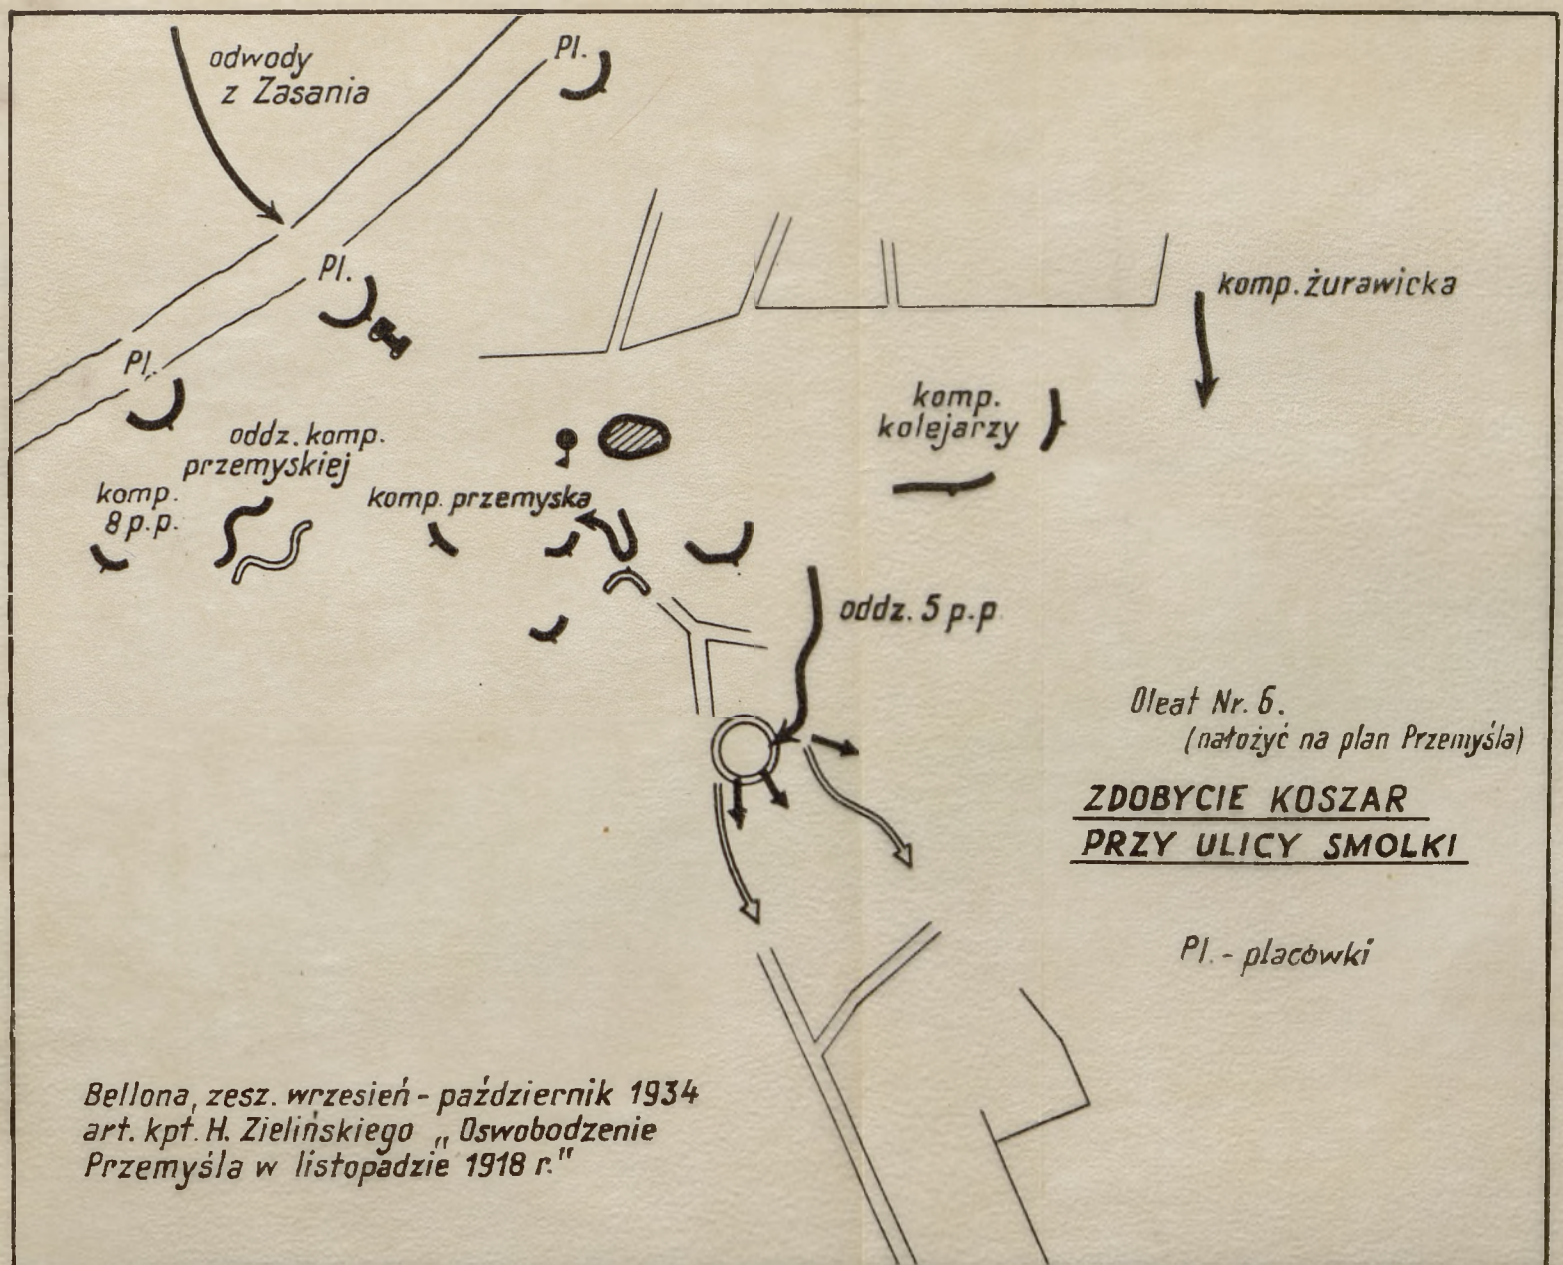 odwody
z Zasania
Pl.
Pl.
komp. żurawicka
Pl.
komp.
kolejarzy
oddz. komp.
przemyskiej
komp.
8 p.p.
komp. przemyska
oddz. 5 p.p
Oleat Nr. 6.
(nałożyć na plan Przemyśla)
ZDOBYCIE KOSZAR
PRZY ULICY SMOLKI
Pl. - placówki
Bellona, zesz. wrzesień - październik 1934
art. kpt. H. Zielińskiego „Oswobodzenie
Przemyśla w listopadzie 1918 r."